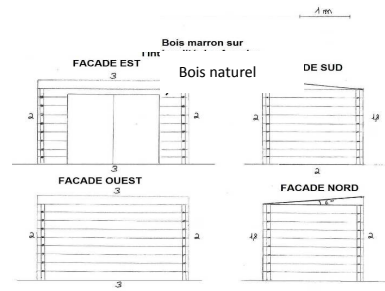 1 m
Bois marron sur
FACADE EST
Bois naturel
DE SUD
3
2
2
2
1,8
3
2
FACADE OUEST
FACADE NORD
3
2
2
1,8
2
3